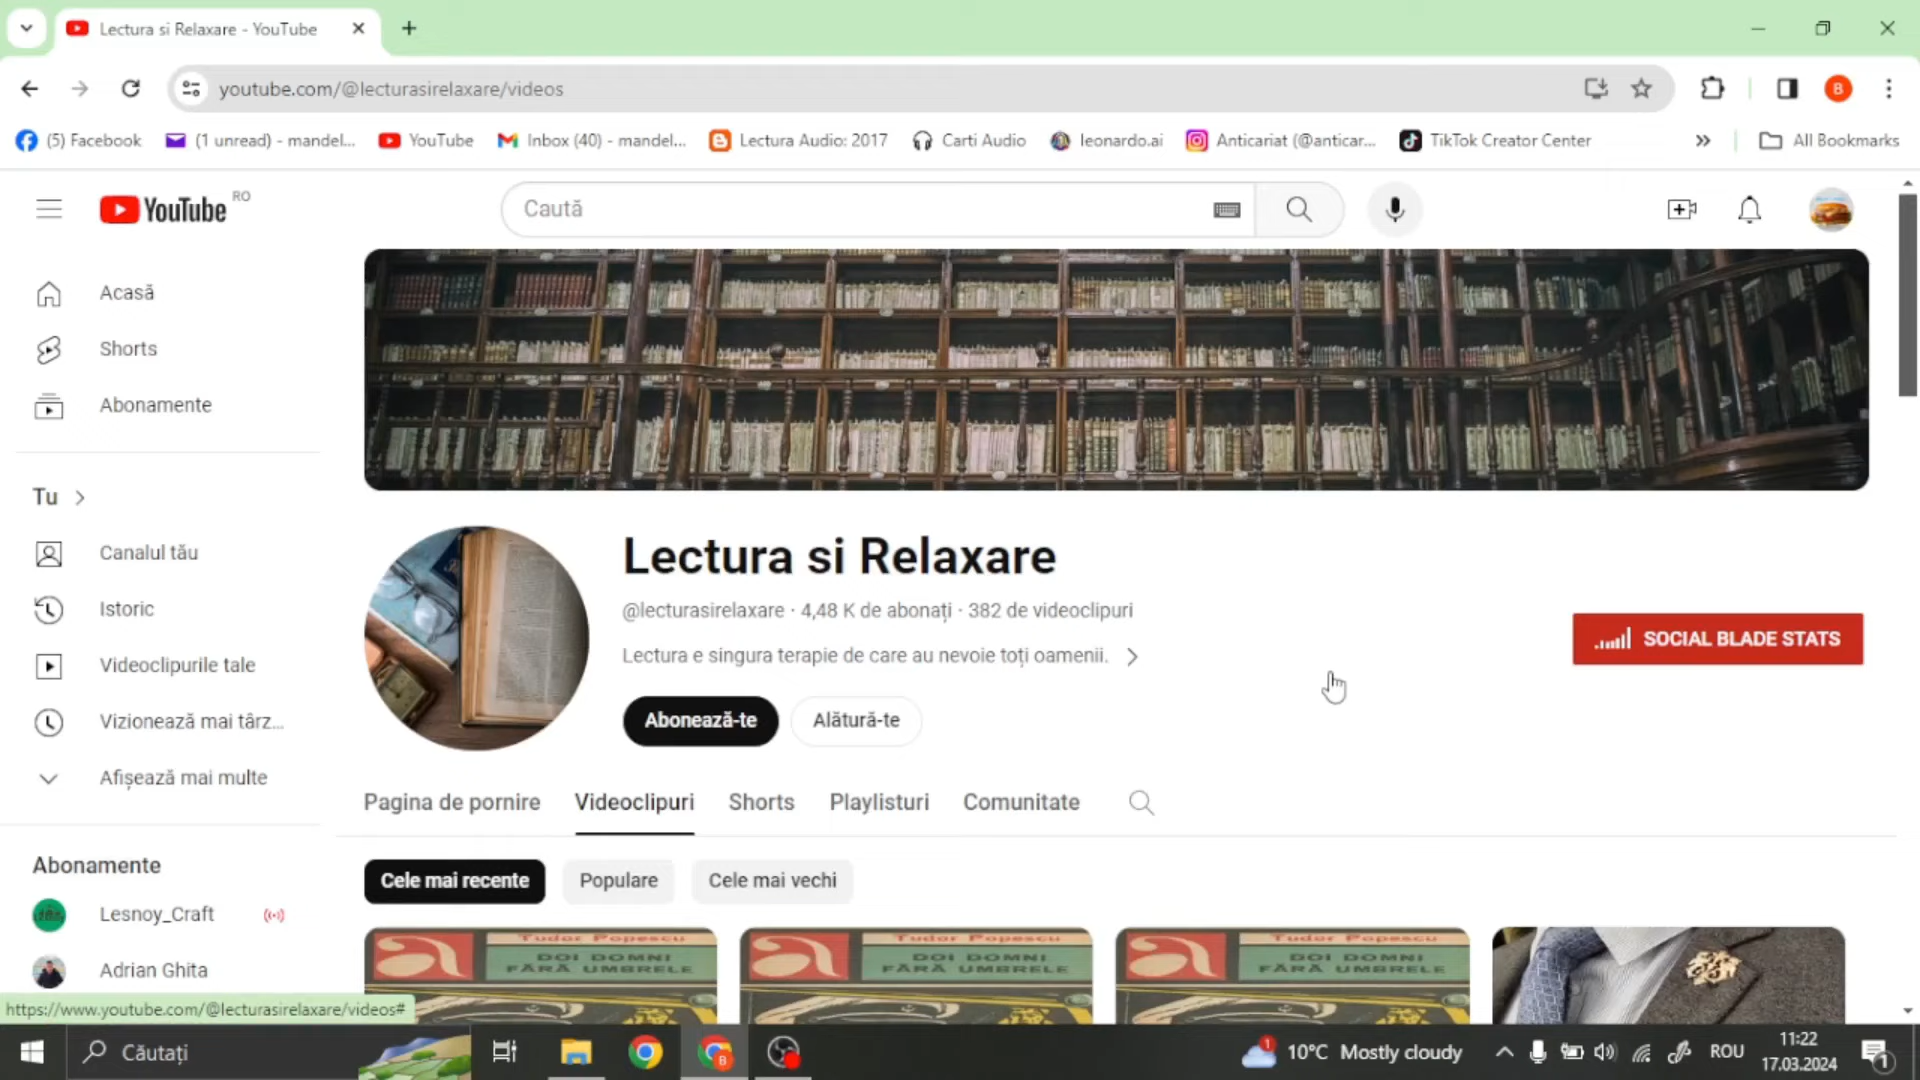 Lectura si Relaxare - YouTube
youtube.com/@lecturasirelaxare/videos
B
(5) Facebook
(1 unread) - mandel...
YouTube
Inbox (40) - mandel...
Lectura Audio: 2017
Carti Audio
leonardo.ai
Anticariat (@anticar...
TikTok Creator Center
All Bookmarks
YouTube RO
Caută
Acasă
Shorts
Abonamente
Tu
Canalul tău
Istoric
Videoclipurile tale
Vizionează mai târz...
Afișează mai multe
Abonamente
Lesnoy_Craft
Adrian Ghita
Lectura si Relaxare
@lecturasirelaxare · 4,48 K de abonați · 382 de videoclipuri
Lectura e singura terapie de care au nevoie toți oamenii.
Abonează-te
Alătură-te
SOCIAL BLADE STATS
Pagina de pornire
Videoclipuri
Shorts
Playlisturi
Comunitate
Cele mai recente
Populare
Cele mai vechi
Tudor Popescu
DOI DOMNI
FĂRĂ UMBRELE
Tudor Popescu
DOI DOMNI
FĂRĂ UMBRELE
Tudor Popescu
DOI DOMNI
FĂRĂ UMBRELE
https://www.youtube.com/@lecturasirelaxare/videos#
Căutați
B
1
10°C Mostly cloudy
ROU
11:22
17.03.2024
1